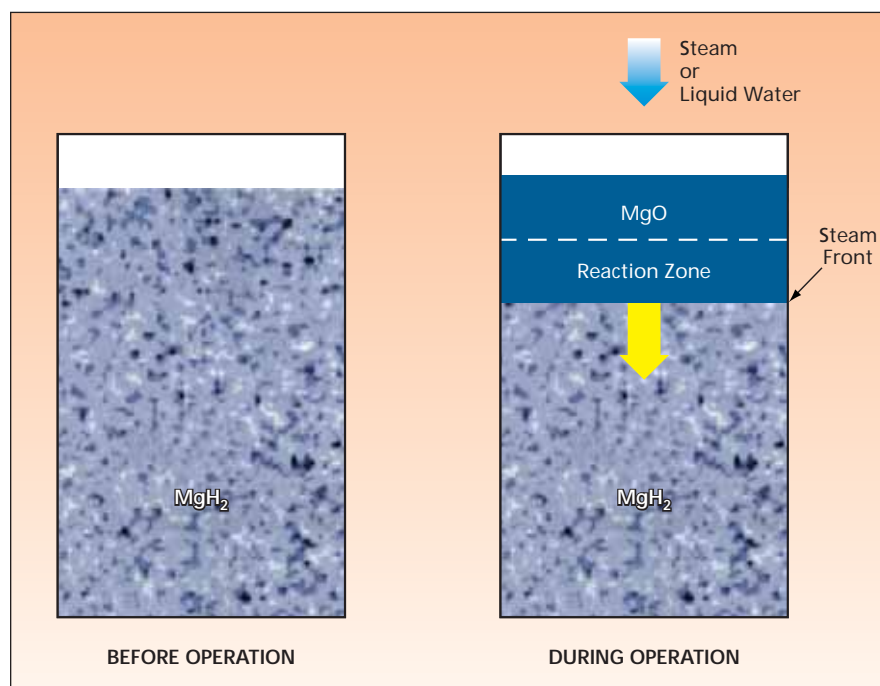 Steam
or
Liquid Water
MgO
Reaction Zone
Steam
Front
MgH₂
MgH₂
BEFORE OPERATION
DURING OPERATION